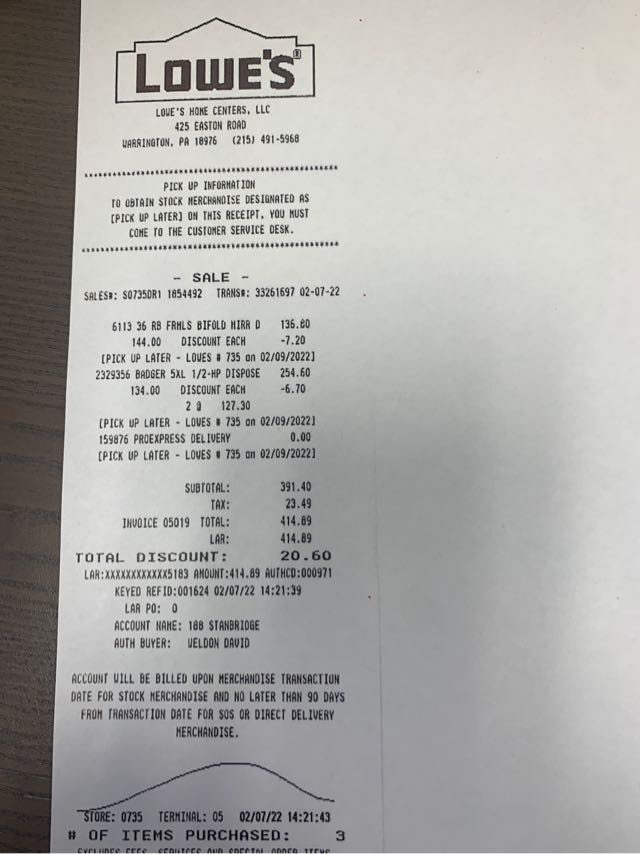 LOWE'S®
LOWE'S HOME CENTERS, LLC
425 EASTON ROAD
WARRINGTON, PA 18976 (215) 491-5968
****************************************************
PICK UP INFORMATION
TO OBTAIN STOCK MERCHANDISE DESIGNATED AS
[PICK UP LATER] ON THIS RECEIPT, YOU MUST
COME TO THE CUSTOMER SERVICE DESK.
****************************************************
- SALE -
SALES#: S0735DR1 1854492 TRANS#: 33261697 02-07-22
6113 36 RB FRMLS BIFOLD MIRR D 136.80
144.00 DISCOUNT EACH -7.20
[PICK UP LATER - LOWES # 735 on 02/09/2022]
2329356 BADGER 5XL 1/2-HP DISPOSE 254.60
134.00 DISCOUNT EACH -6.70
2 @ 127.30
[PICK UP LATER - LOWES # 735 on 02/09/2022]
159876 PROEXPRESS DELIVERY 0.00
[PICK UP LATER - LOWES # 735 on 02/09/2022]
SUBTOTAL: 391.40
TAX: 23.49
INVOICE 05019 TOTAL: 414.89
LAR: 414.89
TOTAL DISCOUNT: 20.60
LAR:XXXXXXXXXXXX5183 AMOUNT:414.89 AUTHCD:000971
KEYED REFID:001624 02/07/22 14:21:39
LAR PO: 0
ACCOUNT NAME: 188 STANBRIDGE
AUTH BUYER: WELDON DAVID
ACCOUNT WILL BE BILLED UPON MERCHANDISE TRANSACTION
DATE FOR STOCK MERCHANDISE AND NO LATER THAN 90 DAYS
FROM TRANSACTION DATE FOR SOS OR DIRECT DELIVERY
MERCHANDISE.
STORE: 0735 TERMINAL: 05 02/07/22 14:21:43
# OF ITEMS PURCHASED: 3
EXCLUDES FEES, SERVICES AND SPECIAL ORDER ITEMS